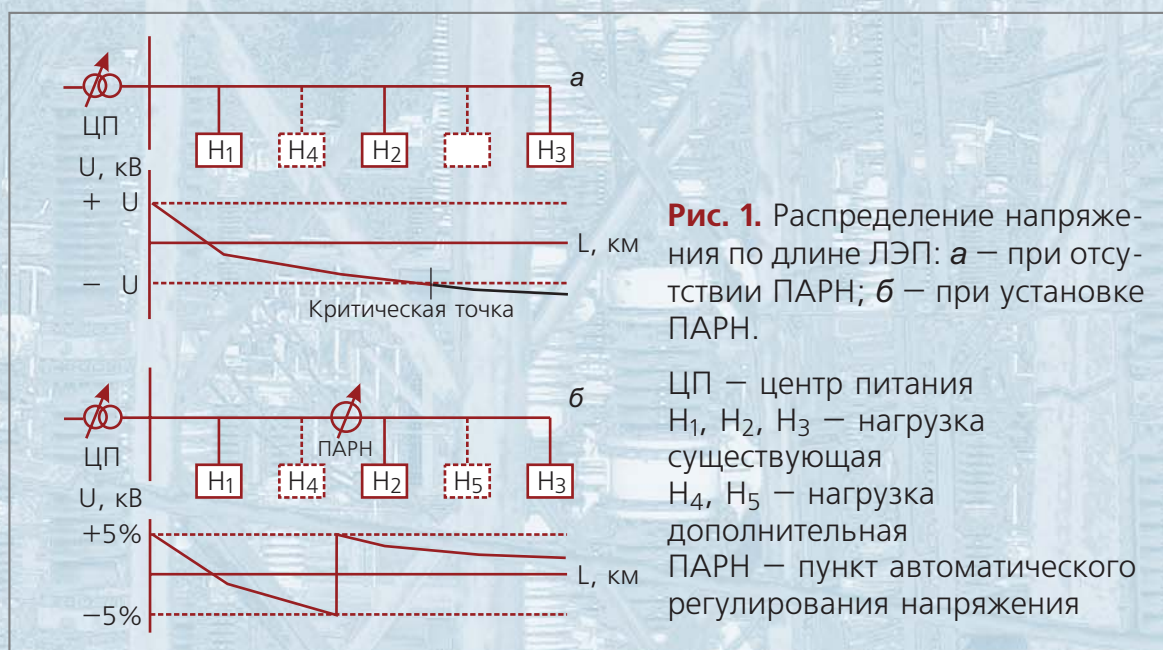 а
ЦП
Н1 Н4 Н2 Н3
U, кВ
+ U
L, км
− U
Критическая точка
б
ПАРН
ЦП
Н1 Н4 Н2 Н5 Н3
U, кВ
+5%
L, км
−5%
Рис. 1. Распределение напряже-
ния по длине ЛЭП: а — при отсу-
тствии ПАРН; б — при установке
ПАРН.
ЦП — центр питания
Н1, Н2, Н3 — нагрузка
существующая
Н4, Н5 — нагрузка
дополнительная
ПАРН — пункт автоматического
регулирования напряжения